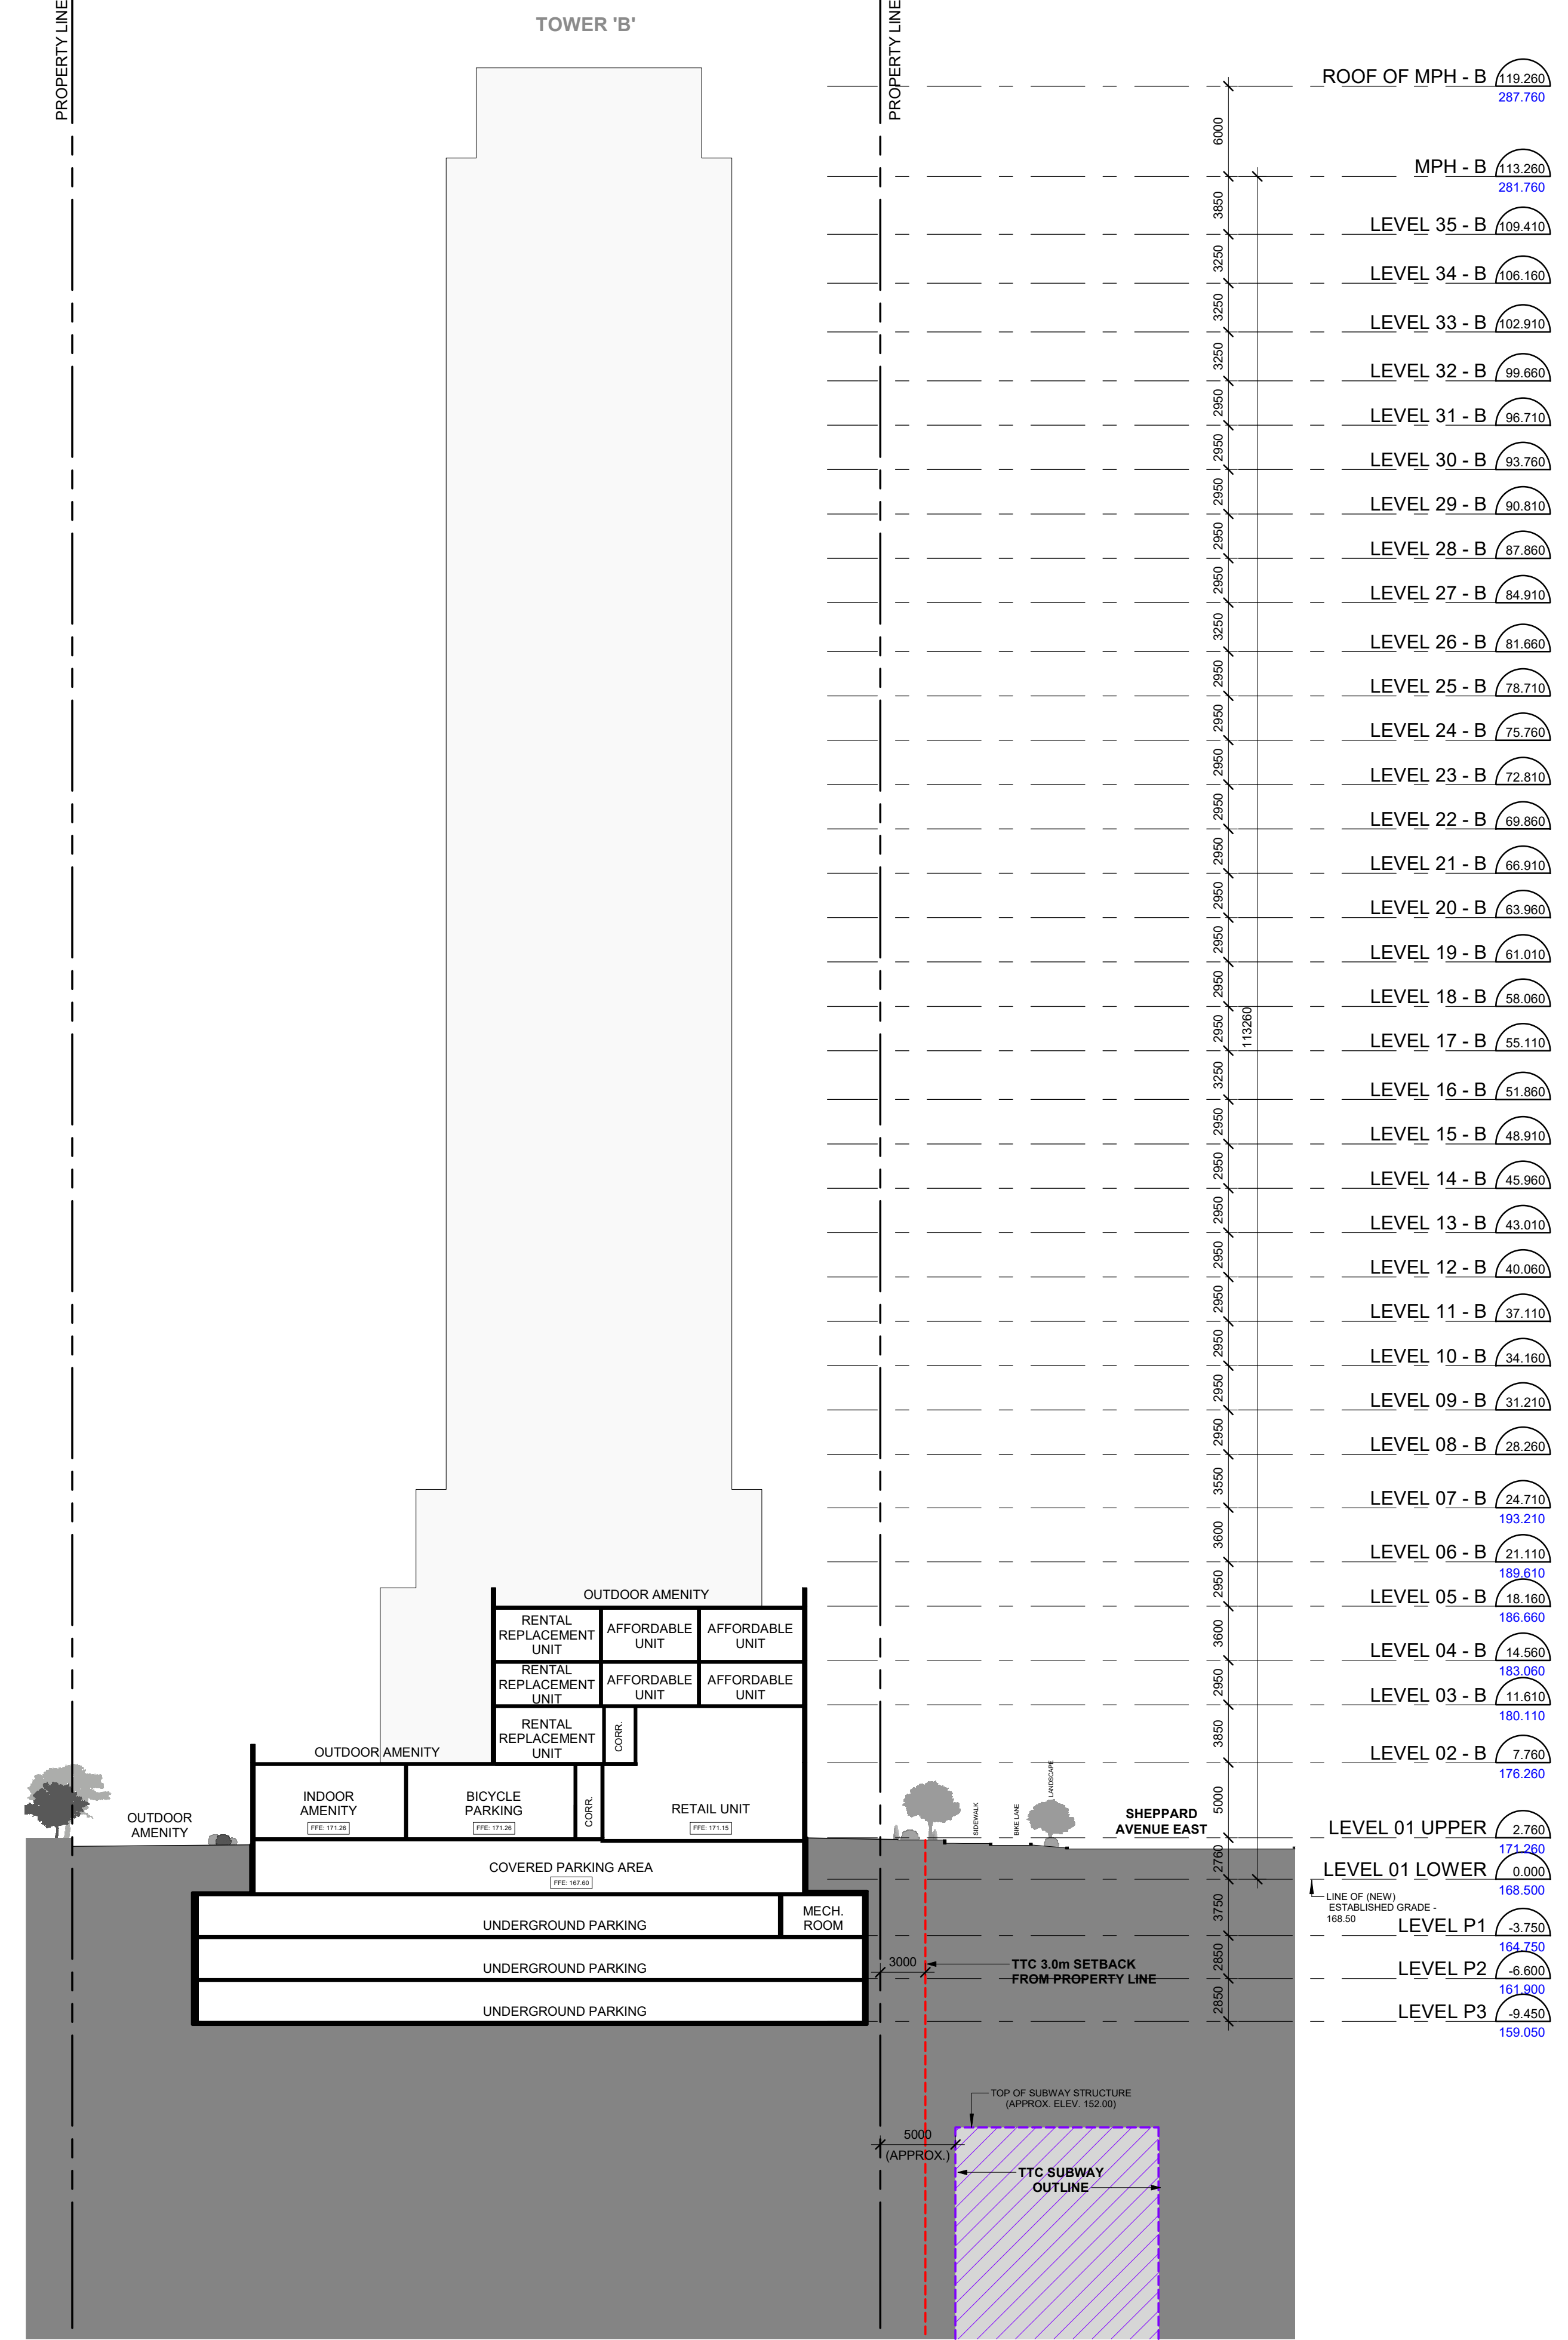 TOWER 'B'
PROPERTY LINE
PROPERTY LINE
ROOF OF MPH - B 119.260
287.760
6000
MPH - B 113.260
281.760
3850
LEVEL 35 - B 109.410
3250
LEVEL 34 - B 106.160
3250
LEVEL 33 - B 102.910
3250
LEVEL 32 - B 99.660
2950
LEVEL 31 - B 96.710
2950
LEVEL 30 - B 93.760
2950
LEVEL 29 - B 90.810
2950
LEVEL 28 - B 87.860
2950
LEVEL 27 - B 84.910
3250
LEVEL 26 - B 81.660
2950
LEVEL 25 - B 78.710
2950
LEVEL 24 - B 75.760
2950
LEVEL 23 - B 72.810
2950
LEVEL 22 - B 69.860
2950
LEVEL 21 - B 66.910
2950
LEVEL 20 - B 63.960
2950
LEVEL 19 - B 61.010
2950
LEVEL 18 - B 58.060
2950
113260
LEVEL 17 - B 55.110
3250
LEVEL 16 - B 51.860
2950
LEVEL 15 - B 48.910
2950
LEVEL 14 - B 45.960
2950
LEVEL 13 - B 43.010
2950
LEVEL 12 - B 40.060
2950
LEVEL 11 - B 37.110
2950
LEVEL 10 - B 34.160
2950
LEVEL 09 - B 31.210
2950
LEVEL 08 - B 28.260
3550
LEVEL 07 - B 24.710
193.210
3600
LEVEL 06 - B 21.110
189.610
2950
LEVEL 05 - B 18.160
186.660
3600
LEVEL 04 - B 14.560
183.060
2950
LEVEL 03 - B 11.610
180.110
3850
LEVEL 02 - B 7.760
176.260
5000
LEVEL 01 UPPER 2.760
171.260
2760
LEVEL 01 LOWER 0.000
168.500
LINE OF (NEW)
ESTABLISHED GRADE -
168.50
3750
LEVEL P1 -3.750
164.750
2850
LEVEL P2 -6.600
161.900
2850
LEVEL P3 -9.450
159.050
OUTDOOR AMENITY
RENTAL
REPLACEMENT
UNIT
AFFORDABLE
UNIT
AFFORDABLE
UNIT
RENTAL
REPLACEMENT
UNIT
AFFORDABLE
UNIT
AFFORDABLE
UNIT
RENTAL
REPLACEMENT
UNIT
CORR.
OUTDOOR AMENITY
OUTDOOR
AMENITY
INDOOR
AMENITY
FFE: 171.26
BICYCLE
PARKING
FFE: 171.26
CORR.
RETAIL UNIT
FFE: 171.15
SIDEWALK
BIKE LANE
LANDSCAPE
SHEPPARD
AVENUE EAST
COVERED PARKING AREA
FFE: 167.60
UNDERGROUND PARKING
MECH.
ROOM
UNDERGROUND PARKING
UNDERGROUND PARKING
3000
TTC 3.0m SETBACK
FROM PROPERTY LINE
TOP OF SUBWAY STRUCTURE
(APPROX. ELEV. 152.00)
5000
(APPROX.)
TTC SUBWAY
OUTLINE